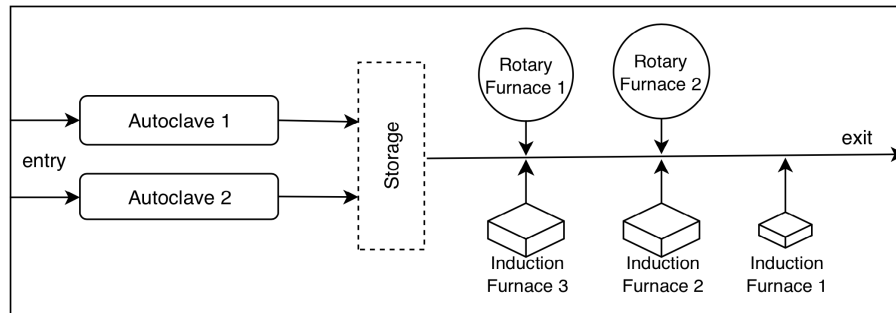 Rotary
Furnace 1
Rotary
Furnace 2
Autoclave 1
entry
Autoclave 2
Storage
exit
Induction
Furnace 3
Induction
Furnace 2
Induction
Furnace 1